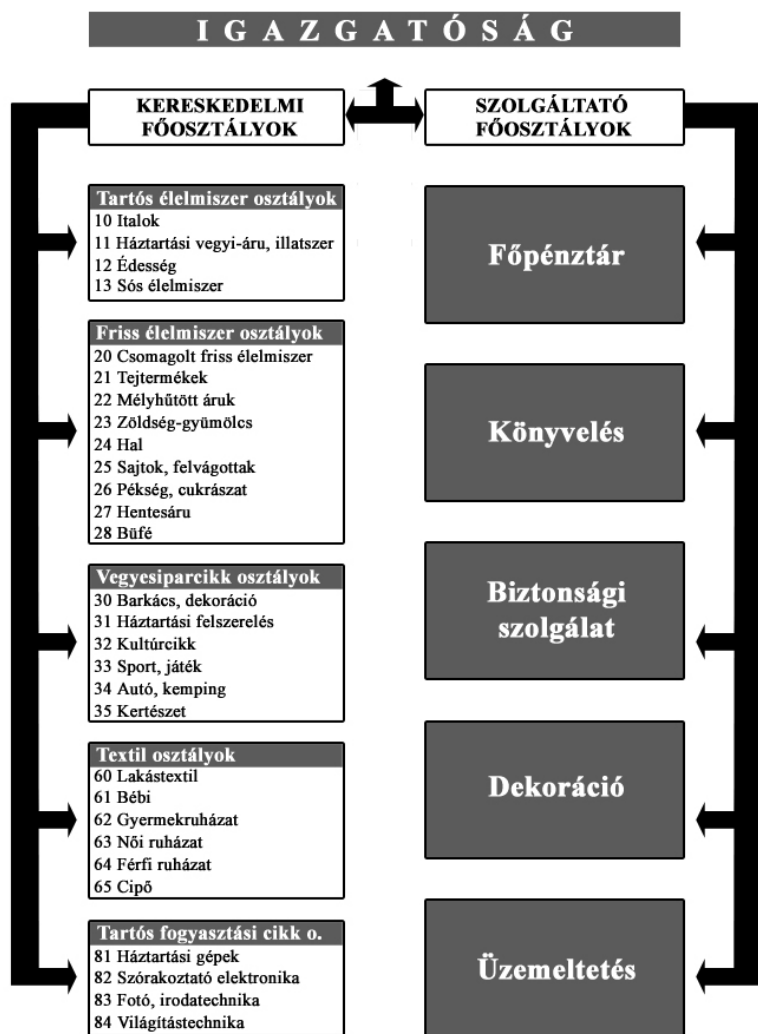 IGAZGATÓSÁG
KERESKEDELMI
FŐOSZTÁLYOK
SZOLGÁLTATÓ
FŐOSZTÁLYOK
Tartós élelmiszer osztályok
10 Italok
11 Háztartási vegyi-áru, illatszer
12 Édesség
13 Sós élelmiszer
Friss élelmiszer osztályok
20 Csomagolt friss élelmiszer
21 Tejtermékek
22 Mélyhűtött áruk
23 Zöldség-gyümölcs
24 Hal
25 Sajtok, felvágottak
26 Pékség, cukrászat
27 Hentesáru
28 Büfé
Vegyesiparcikk osztályok
30 Barkács, dekoráció
31 Háztartási felszerelés
32 Kultúrcikk
33 Sport, játék
34 Autó, kemping
35 Kertészet
Textil osztályok
60 Lakástextil
61 Bébi
62 Gyermekruházat
63 Női ruházat
64 Férfi ruházat
65 Cipő
Tartós fogyasztási cikk o.
81 Háztartási gépek
82 Szórakoztató elektronika
83 Fotó, irodatechnika
84 Világítástechnika
Főpénztár
Könyvelés
Biztonsági
szolgálat
Dekoráció
Üzemeltetés